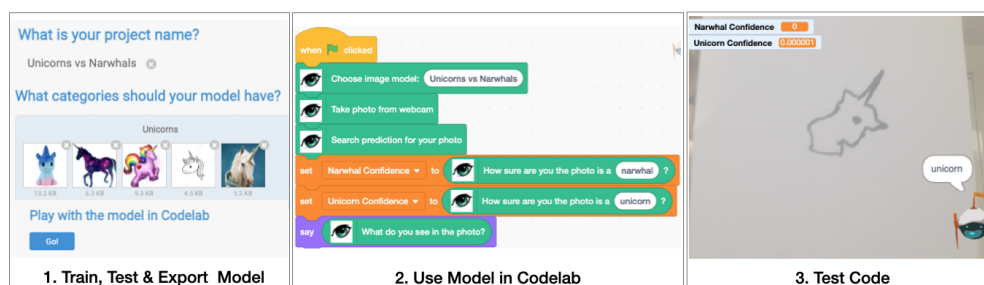 What is your project name?
Unicorns vs Narwhals
What categories should your model have?
Unicorns
13.2 KB 6.3 KB 9.3 KB 4.5 KB 5.3 KB
Play with the model in Codelab
Go!
1. Train, Test & Export Model
when clicked
Choose image model: Unicorns vs Narwhals
Take photo from webcam
Search prediction for your photo
set Narwhal Confidence to How sure are you the photo is a narwhal ?
set Unicorn Confidence to How sure are you the photo is a unicorn ?
say What do you see in the photo?
2. Use Model in Codelab
Narwhal Confidence 0
Unicorn Confidence 0.000001
unicorn
3. Test Code